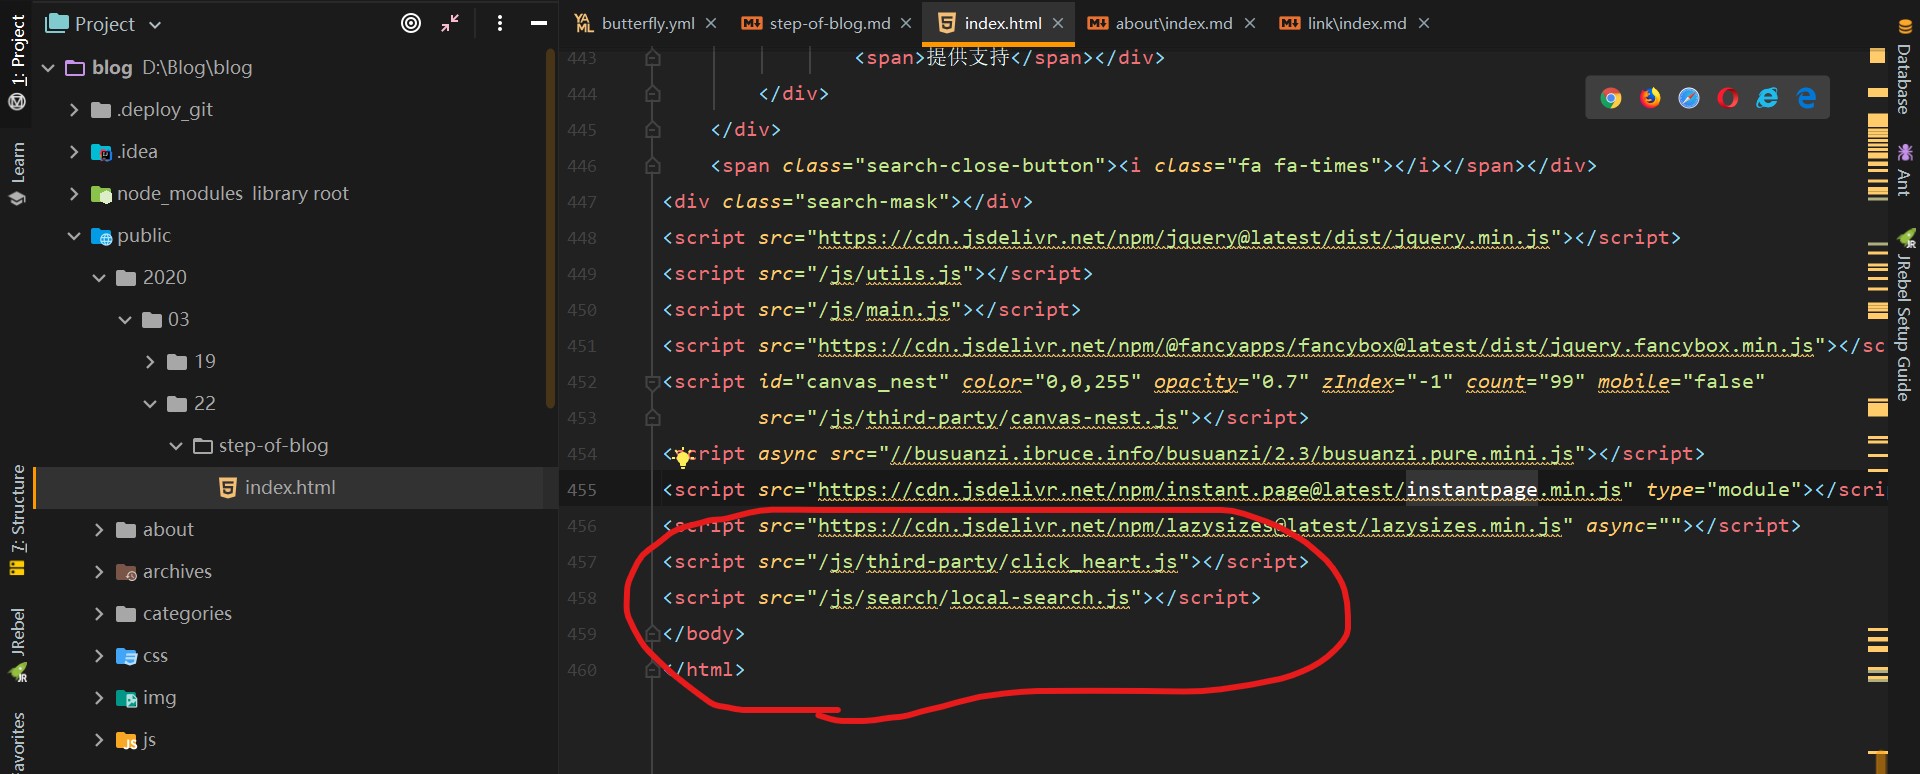 1: Project
Learn
7: Structure
JRebel
Favorites
Project
blog D:\Blog\blog
.deploy_git
.idea
node_modules library root
public
2020
03
19
22
step-of-blog
index.html
about
archives
categories
css
img
js
butterfly.yml
step-of-blog.md
index.html
about\index.md
link\index.md
443 <span>提供支持</span></div>
444 </div>
445 </div>
446 <span class="search-close-button"><i class="fa fa-times"></i></span></div>
447 <div class="search-mask"></div>
448 <script src="https://cdn.jsdelivr.net/npm/jquery@latest/dist/jquery.min.js"></script>
449 <script src="/js/utils.js"></script>
450 <script src="/js/main.js"></script>
451 <script src="https://cdn.jsdelivr.net/npm/@fancyapps/fancybox@latest/dist/jquery.fancybox.min.js"></sc
452 <script id="canvas_nest" color="0,0,255" opacity="0.7" zIndex="-1" count="99" mobile="false"
453 src="/js/third-party/canvas-nest.js"></script>
454 <script async src="//busuanzi.ibruce.info/busuanzi/2.3/busuanzi.pure.mini.js"></script>
455 <script src="https://cdn.jsdelivr.net/npm/instant.page@latest/instantpage.min.js" type="module"></scri
456 <script src="https://cdn.jsdelivr.net/npm/lazysizes@latest/lazysizes.min.js" async=""></script>
457 <script src="/js/third-party/click_heart.js"></script>
458 <script src="/js/search/local-search.js"></script>
459 </body>
460 </html>
Database
Ant
JRebel Setup Guide